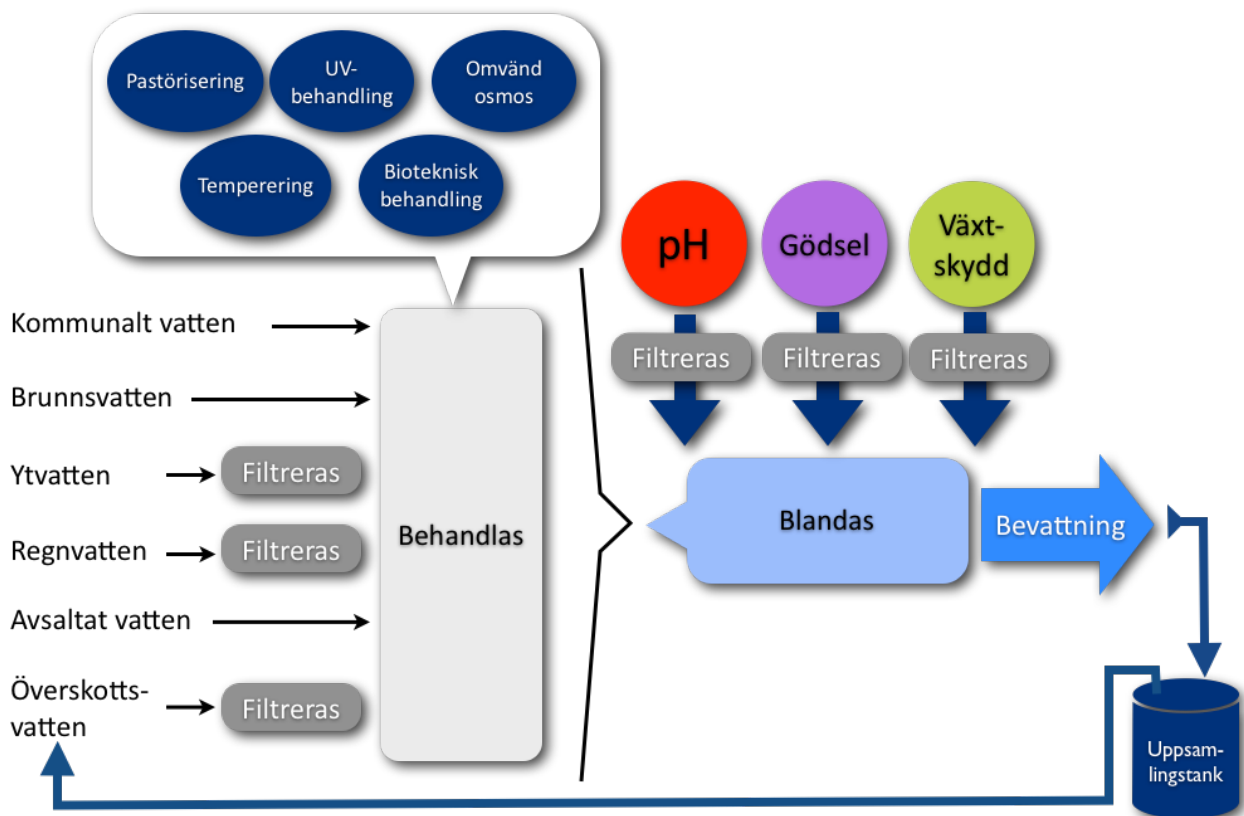 Pastörisering
UV-
behandling
Omvänd
osmos
Temperering
Bioteknisk
behandling
pH
Gödsel
Växt-
skydd
Filtreras
Filtreras
Filtreras
Kommunalt vatten
Brunnsvatten
Ytvatten
Filtreras
Regnvatten
Filtreras
Avsaltat vatten
Överskotts-
vatten
Filtreras
Behandlas
Blandas
Bevattning
Uppsam-
lingstank